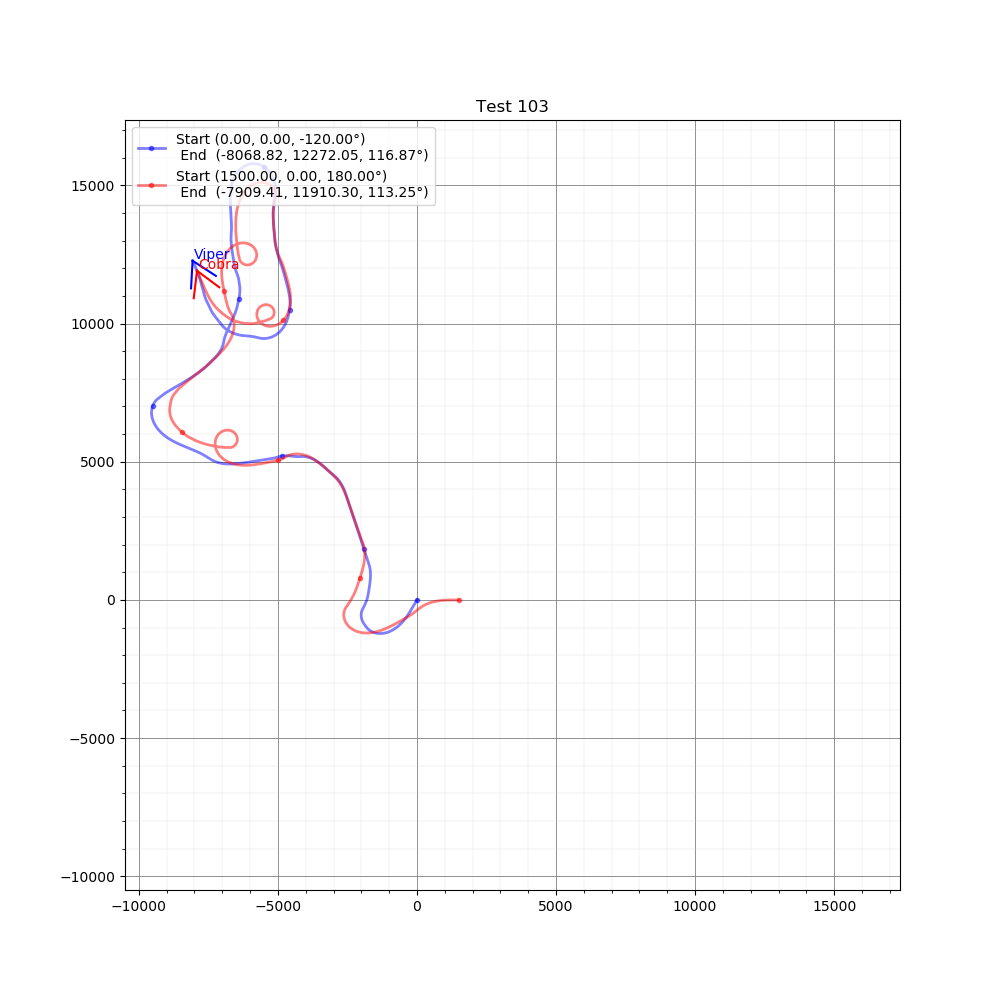 Test 103
Start (0.00, 0.00, -120.00°)
End (-8068.82, 12272.05, 116.87°)
Start (1500.00, 0.00, 180.00°)
End (-7909.41, 11910.30, 113.25°)
15000
Viper
Cobra
10000
5000
0
−5000
−10000
−10000 −5000 0 5000 10000 15000